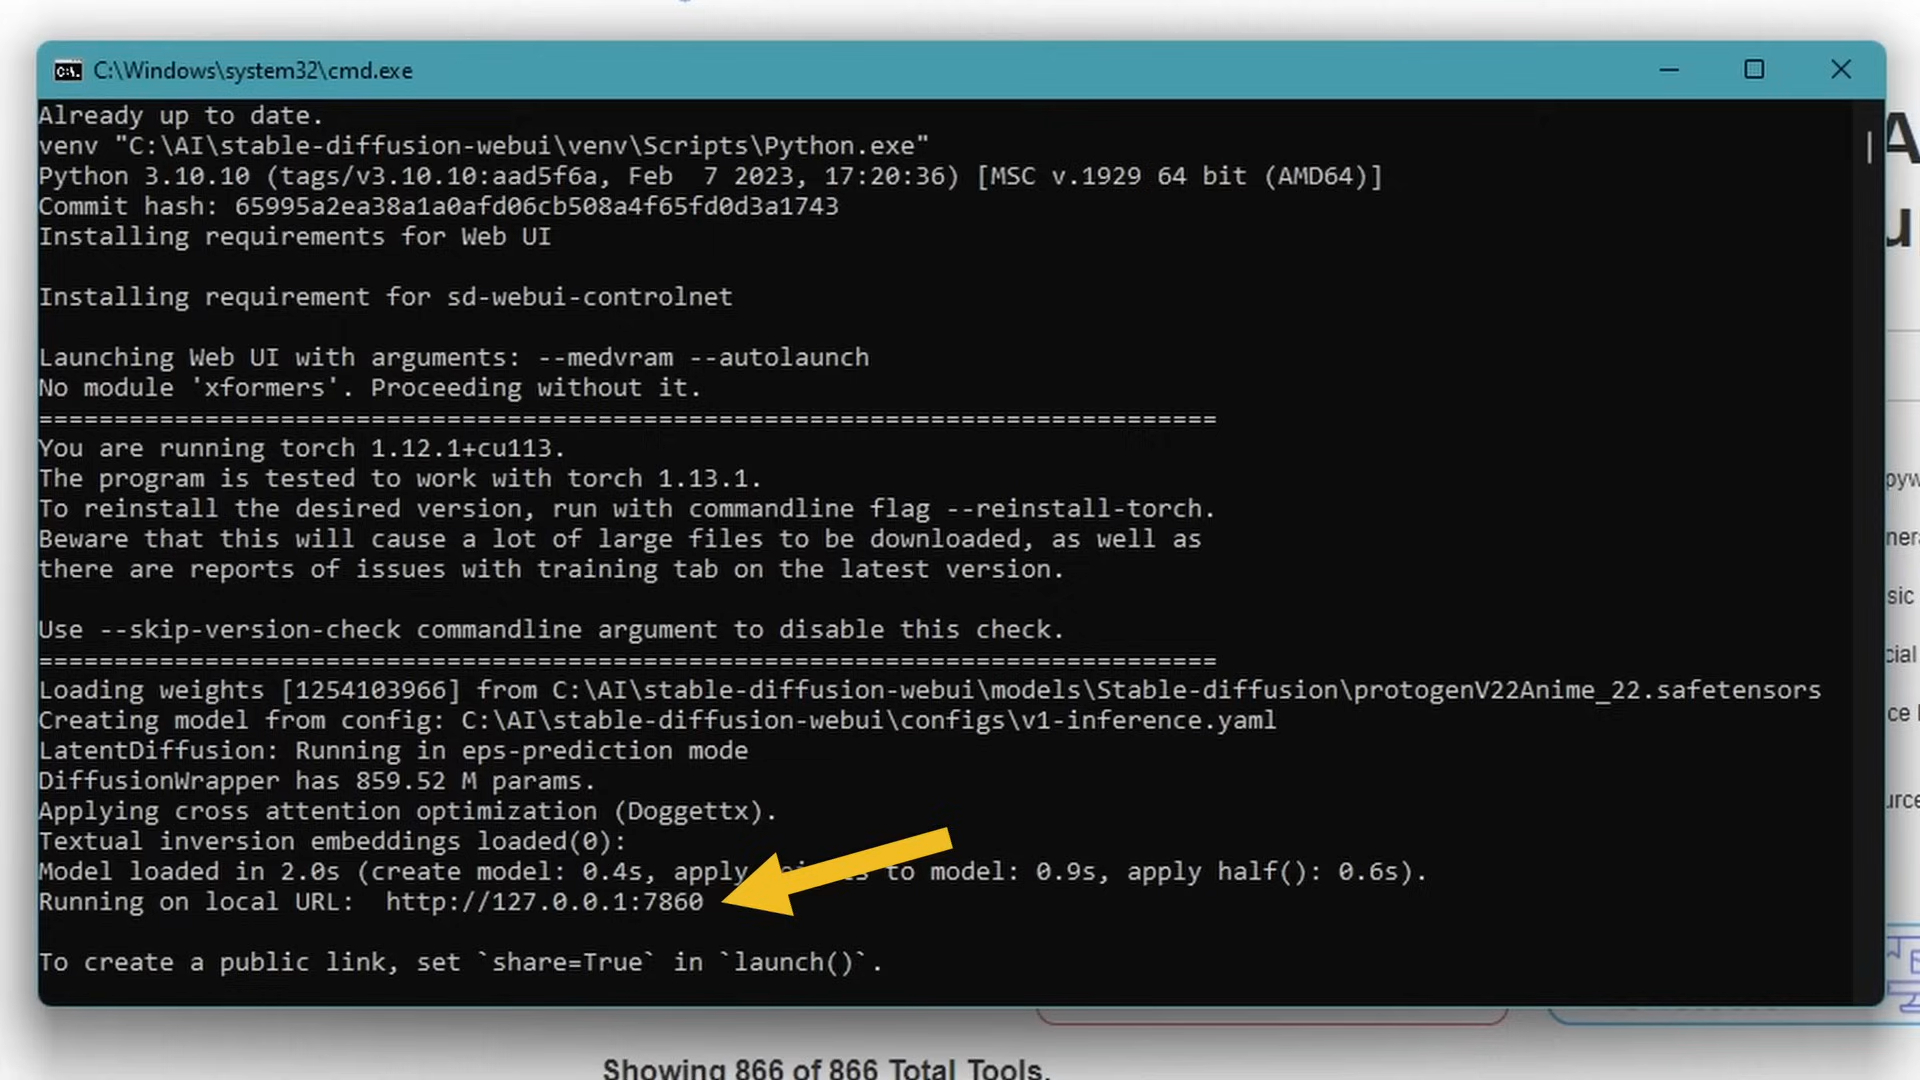 C:\Windows\system32\cmd.exe
Already up to date.
venv "C:\AI\stable-diffusion-webui\venv\Scripts\Python.exe"
Python 3.10.10 (tags/v3.10.10:aad5f6a, Feb  7 2023, 17:20:36) [MSC v.1929 64 bit (AMD64)]
Commit hash: 65995a2ea38a1a0afd06cb508a4f65fd0d3a1743
Installing requirements for Web UI
Installing requirement for sd-webui-controlnet
Launching Web UI with arguments: --medvram --autolaunch
No module 'xformers'. Proceeding without it.
================================================================================
You are running torch 1.12.1+cu113.
The program is tested to work with torch 1.13.1.
To reinstall the desired version, run with commandline flag --reinstall-torch.
Beware that this will cause a lot of large files to be downloaded, as well as
there are reports of issues with training tab on the latest version.
Use --skip-version-check commandline argument to disable this check.
================================================================================
Loading weights [1254103966] from C:\AI\stable-diffusion-webui\models\Stable-diffusion\protogenV22Anime_22.safetensors
Creating model from config: C:\AI\stable-diffusion-webui\configs\v1-inference.yaml
LatentDiffusion: Running in eps-prediction mode
DiffusionWrapper has 859.52 M params.
Applying cross attention optimization (Doggettx).
Textual inversion embeddings loaded(0):
Model loaded in 2.0s (create model: 0.4s, apply to model: 0.9s, apply half(): 0.6s).
Running on local URL:  http://127.0.0.1:7860
To create a public link, set `share=True` in `launch()`.
Showing 866 of 866 Total Tools.